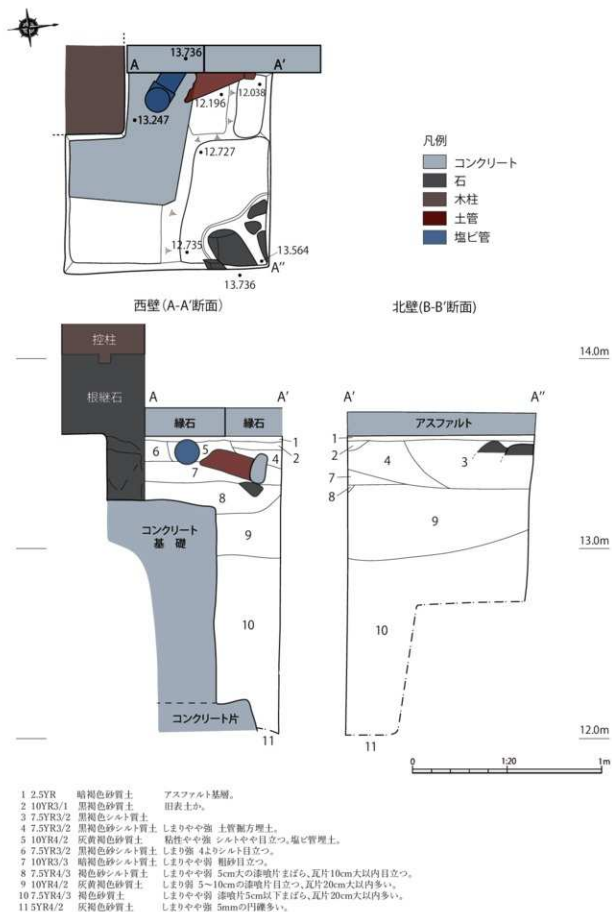 13.736
A
A'
12.038
12.196
13.247
12.727
12.735
13.564
A''
13.736
凡例
コンクリート
石
木柱
土管
塩ビ管
西壁(A-A'断面)
北壁(B-B'断面)
控柱
14.0m
根継石
A
A'
A'
A''
縁石
縁石
アスファルト
1
2
6
5
4
7
8
9
10
11
1
2
4
3
7
8
9
10
11
コンクリート
基礎
13.0m
コンクリート片
12.0m
0
1:20
1m
1 2.5YR 暗褐色砂質土 アスファルト基層。
2 10YR3/1 黒褐色砂質土 旧表土か。
3 7.5YR3/2 黒褐色シルト質土
4 7.5YR3/2 黒褐色砂シルト質土 しまりやや強 土管掘方埋土。
5 10YR4/2 灰黄褐色砂質土 粘性やや強 シルトやや目立つ。塩ビ管埋土。
6 7.5YR3/2 黒褐色砂シルト質土 しまり強 4よりシルト目立つ。
7 10YR3/3 暗褐色砂シルト質土 しまりやや弱 粗砂目立つ。
8 7.5YR4/3 褐色砂シルト質土 しまりやや弱 5cm大の漆喰片まばら、瓦片10cm大以内目立つ。
9 10YR4/2 灰黄褐色砂質土 しまり弱 5～10cmの漆喰片目立つ、瓦片20cm大以内多い。
10 7.5YR4/3 褐色砂質土 しまりやや弱 漆喰片5cm以下まばら、瓦片20cm大以内多い。
11 5YR4/2 灰褐色砂質土 しまりやや強 5mmの円礫多い。